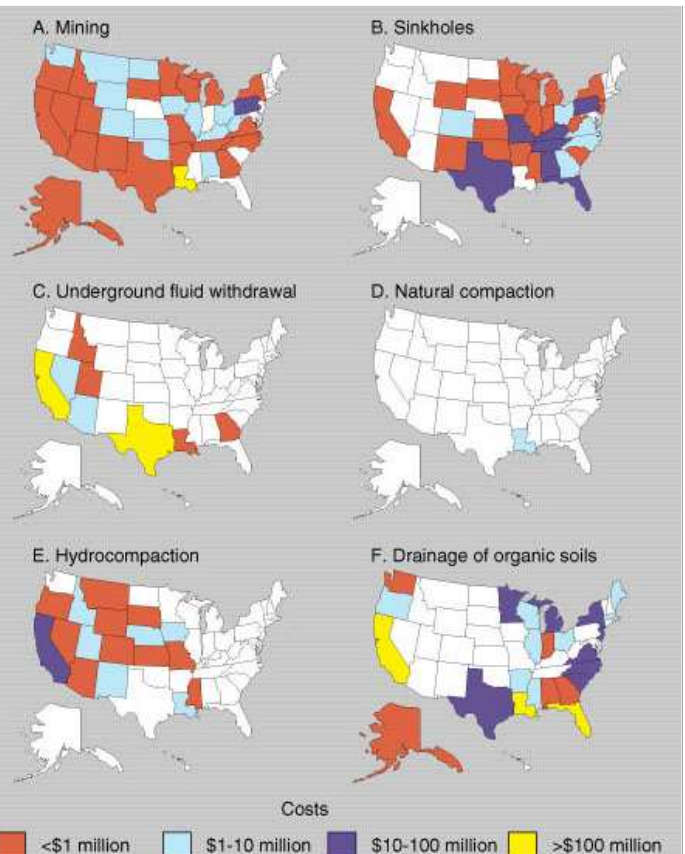 A. Mining
B. Sinkholes
C. Underground fluid withdrawal
D. Natural compaction
E. Hydrocompaction
F. Drainage of organic soils
Costs
<$1 million
$1-10 million
$10-100 million
>$100 million